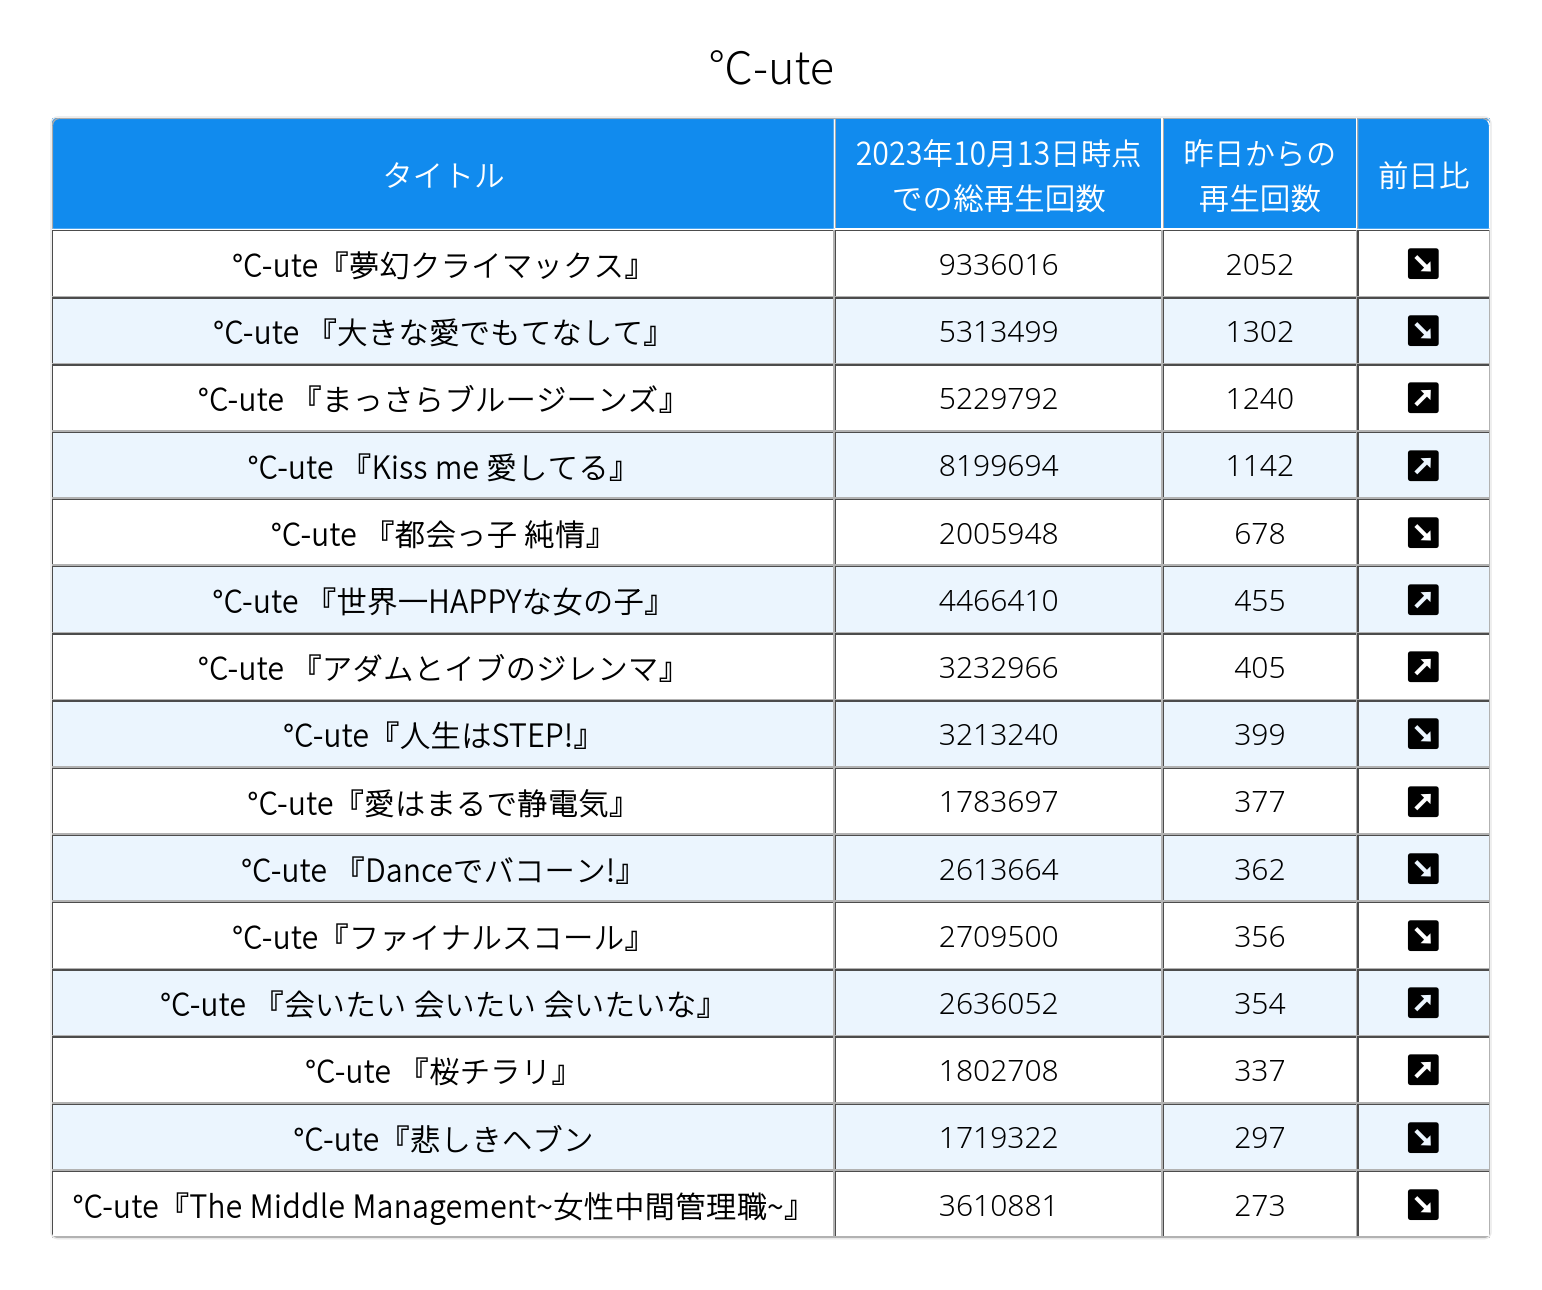 ℃-ute
タイトル
2023年10月13日時点
での総再生回数
昨日からの
再生回数
前日比
℃-ute『夢幻クライマックス』 9336016 2052 ↘
℃-ute 『大きな愛でもてなして』 5313499 1302 ↘
℃-ute 『まっさらブルージーンズ』 5229792 1240 ↗
℃-ute 『Kiss me 愛してる』 8199694 1142 ↗
℃-ute 『都会っ子 純情』 2005948 678 ↘
℃-ute 『世界一HAPPYな女の子』 4466410 455 ↗
℃-ute 『アダムとイブのジレンマ』 3232966 405 ↗
℃-ute『人生はSTEP!』 3213240 399 ↘
℃-ute『愛はまるで静電気』 1783697 377 ↗
℃-ute 『Danceでバコーン!』 2613664 362 ↘
℃-ute『ファイナルスコール』 2709500 356 ↘
℃-ute 『会いたい 会いたい 会いたいな』 2636052 354 ↗
℃-ute 『桜チラリ』 1802708 337 ↗
℃-ute『悲しきヘブン 1719322 297 ↘
℃-ute『The Middle Management~女性中間管理職~』 3610881 273 ↘